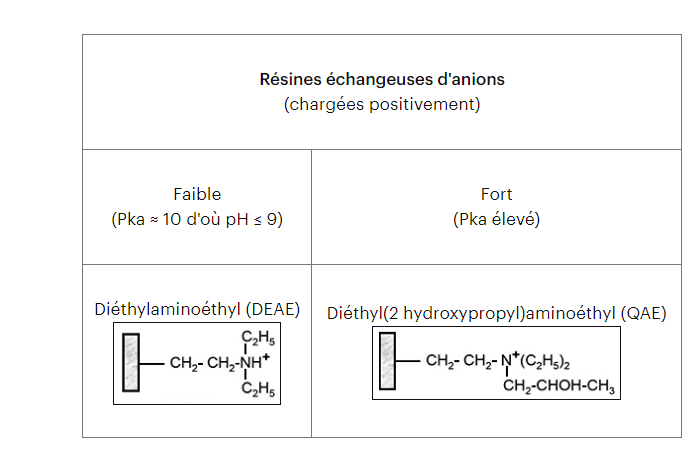 Résines échangeuses d'anions
(chargées positivement)
Faible
(Pka ≈ 10 d'où pH ≤ 9)
Fort
(Pka élevé)
Diéthylaminoéthyl (DEAE)
C₂H₅
CH₂- CH₂-NH⁺
C₂H₅
Diéthyl(2 hydroxypropyl)aminoéthyl (QAE)
CH₂- CH₂- N⁺(C₂H₅)₂
CH₂-CHOH-CH₃